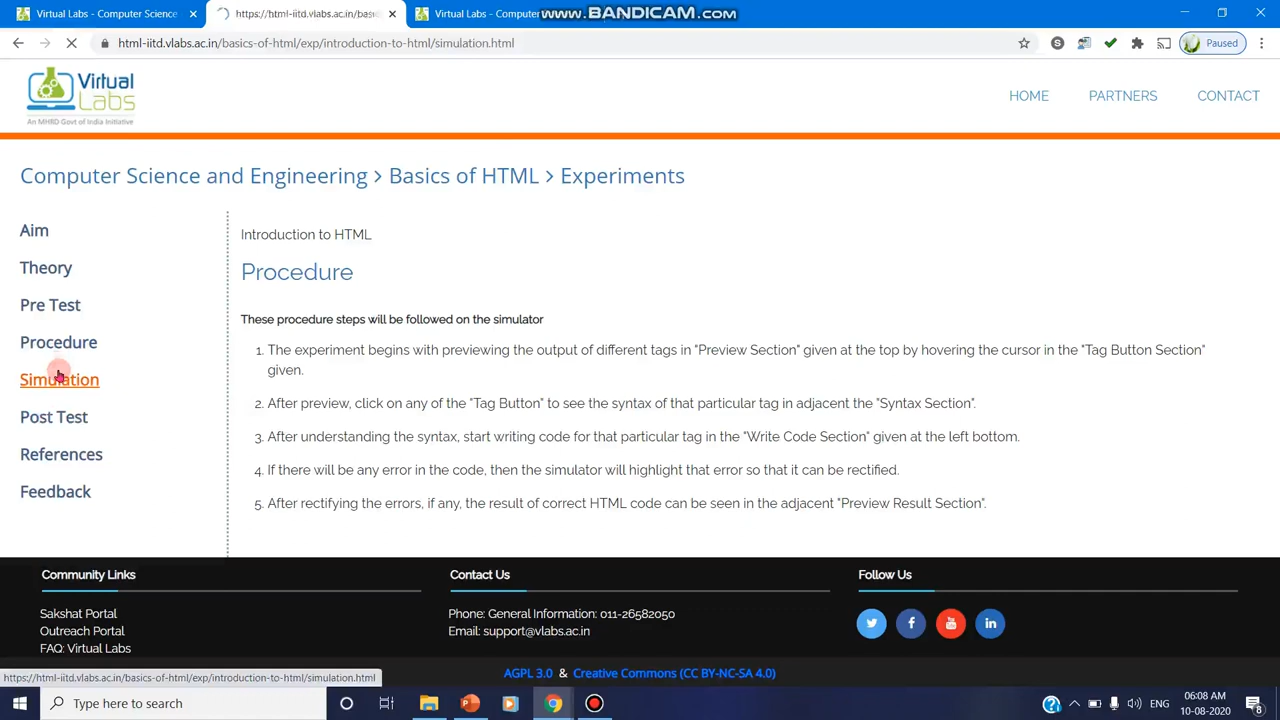 Virtual Labs - Computer Science
https://html-iitd.vlabs.ac.in/basi
Virtual Labs - Compute
www.BANDICAM.com
html-iitd.vlabs.ac.in/basics-of-html/exp/introduction-to-html/simulation.html
Paused
Virtual
Labs
An MHRD Govt of India Initiative
HOME PARTNERS CONTACT
Computer Science and Engineering > Basics of HTML > Experiments
Aim
Theory
Pre Test
Procedure
Simulation
Post Test
References
Feedback
Introduction to HTML
Procedure
These procedure steps will be followed on the simulator
1. The experiment begins with previewing the output of different tags in "Preview Section" given at the top by hovering the cursor in the "Tag Button Section"
given.
2. After preview, click on any of the "Tag Button" to see the syntax of that particular tag in adjacent the "Syntax Section".
3. After understanding the syntax, start writing code for that particular tag in the "Write Code Section" given at the left bottom.
4. If there will be any error in the code, then the simulator will highlight that error so that it can be rectified.
5. After rectifying the errors, if any, the result of correct HTML code can be seen in the adjacent "Preview Result Section".
Community Links
Sakshat Portal
Outreach Portal
FAQ: Virtual Labs
Contact Us
Phone: General Information: 011-26582050
Email: support@vlabs.ac.in
Follow Us
https://html-iitd.vlabs.ac.in/basics-of-html/exp/introduction-to-html/simulation.html
AGPL 3.0 & Creative Commons (CC BY-NC-SA 4.0)
Type here to search
ENG
06:08 AM
10-08-2020